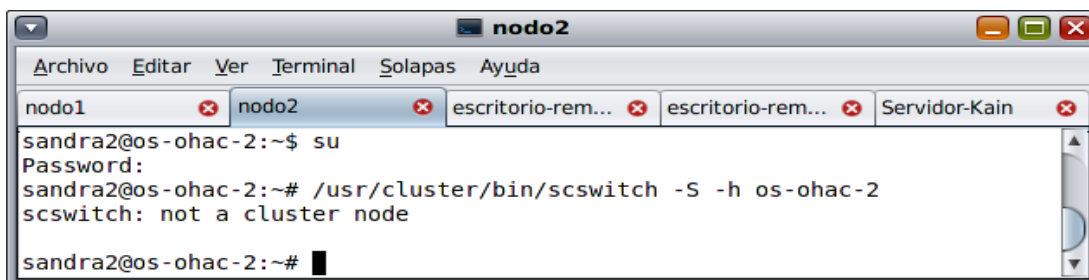 nodo2
Archivo Editar Ver Terminal Solapas Ayuda
nodo1 nodo2 escritorio-rem... escritorio-rem... Servidor-Kain
sandra2@os-ohac-2:~$ su
Password:
sandra2@os-ohac-2:~# /usr/cluster/bin/scswitch -S -h os-ohac-2
scswitch: not a cluster node
sandra2@os-ohac-2:~#